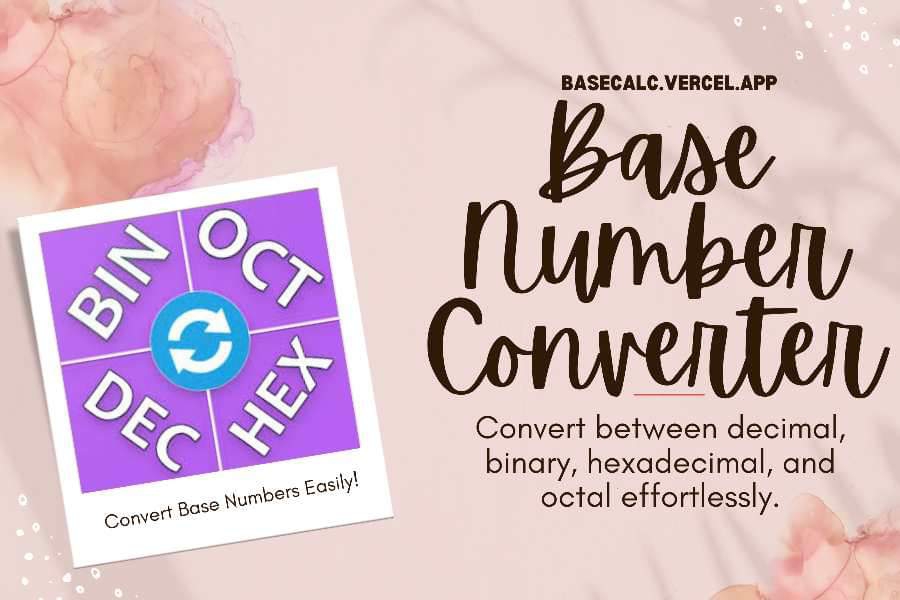 BASECALC.VERCEL.APP
Base
Number
Converter
Convert between decimal,
binary, hexadecimal, and
octal effortlessly.
BIN
OCT
DEC
HEX
Convert Base Numbers Easily!